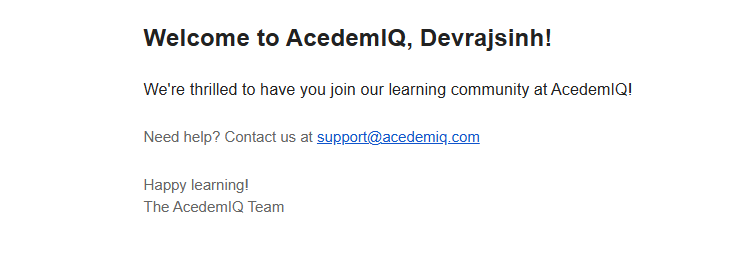 Welcome to AcedemIQ, Devrajsinh!
We're thrilled to have you join our learning community at AcedemIQ!
Need help? Contact us at support@acedemiq.com
Happy learning!
The AcedemIQ Team